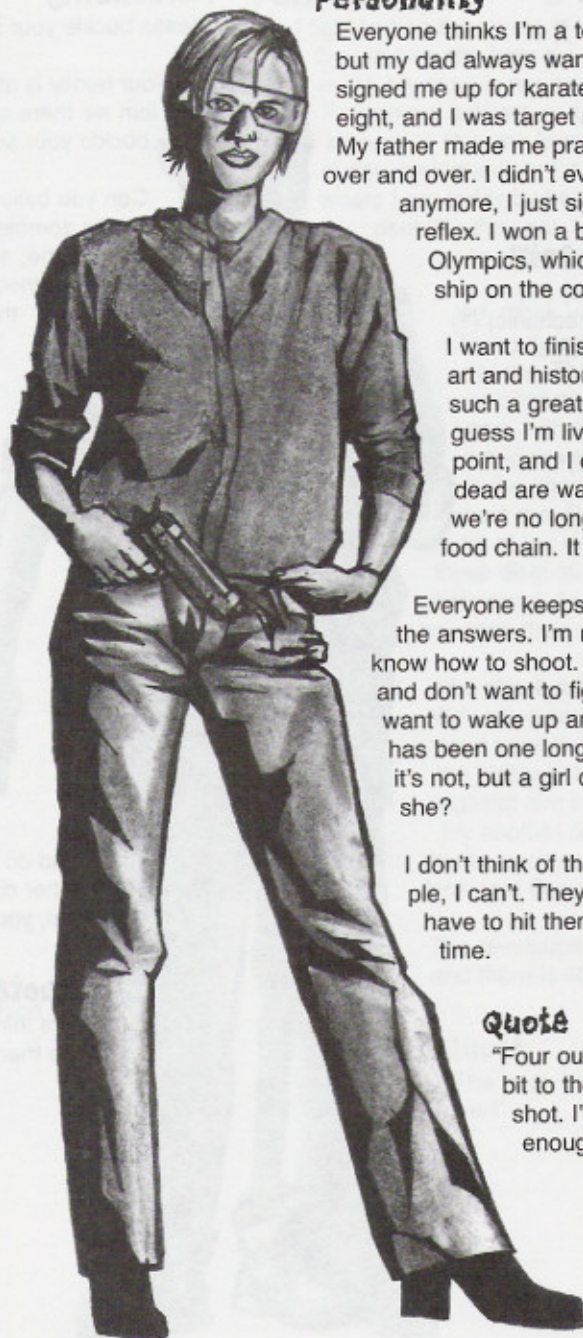 Personality
Everyone thinks I'm a to
but my dad always wan
signed me up for karate
eight, and I was target
My father made me pra
over and over. I didn't ev
anymore, I just si
reflex. I won a b
Olympics, which
ship on the co
I want to finis
art and histor
such a great
guess I'm liv
point, and I
dead are wa
we're no long
food chain. It
Everyone keeps
the answers. I'm
know how to shoot.
and don't want to fig
want to wake up an
has been one long
it's not, but a girl
she?
I don't think of th
ple, I can't. They
have to hit then
time.
Quote
"Four ou
bit to the
shot. I'
enoug